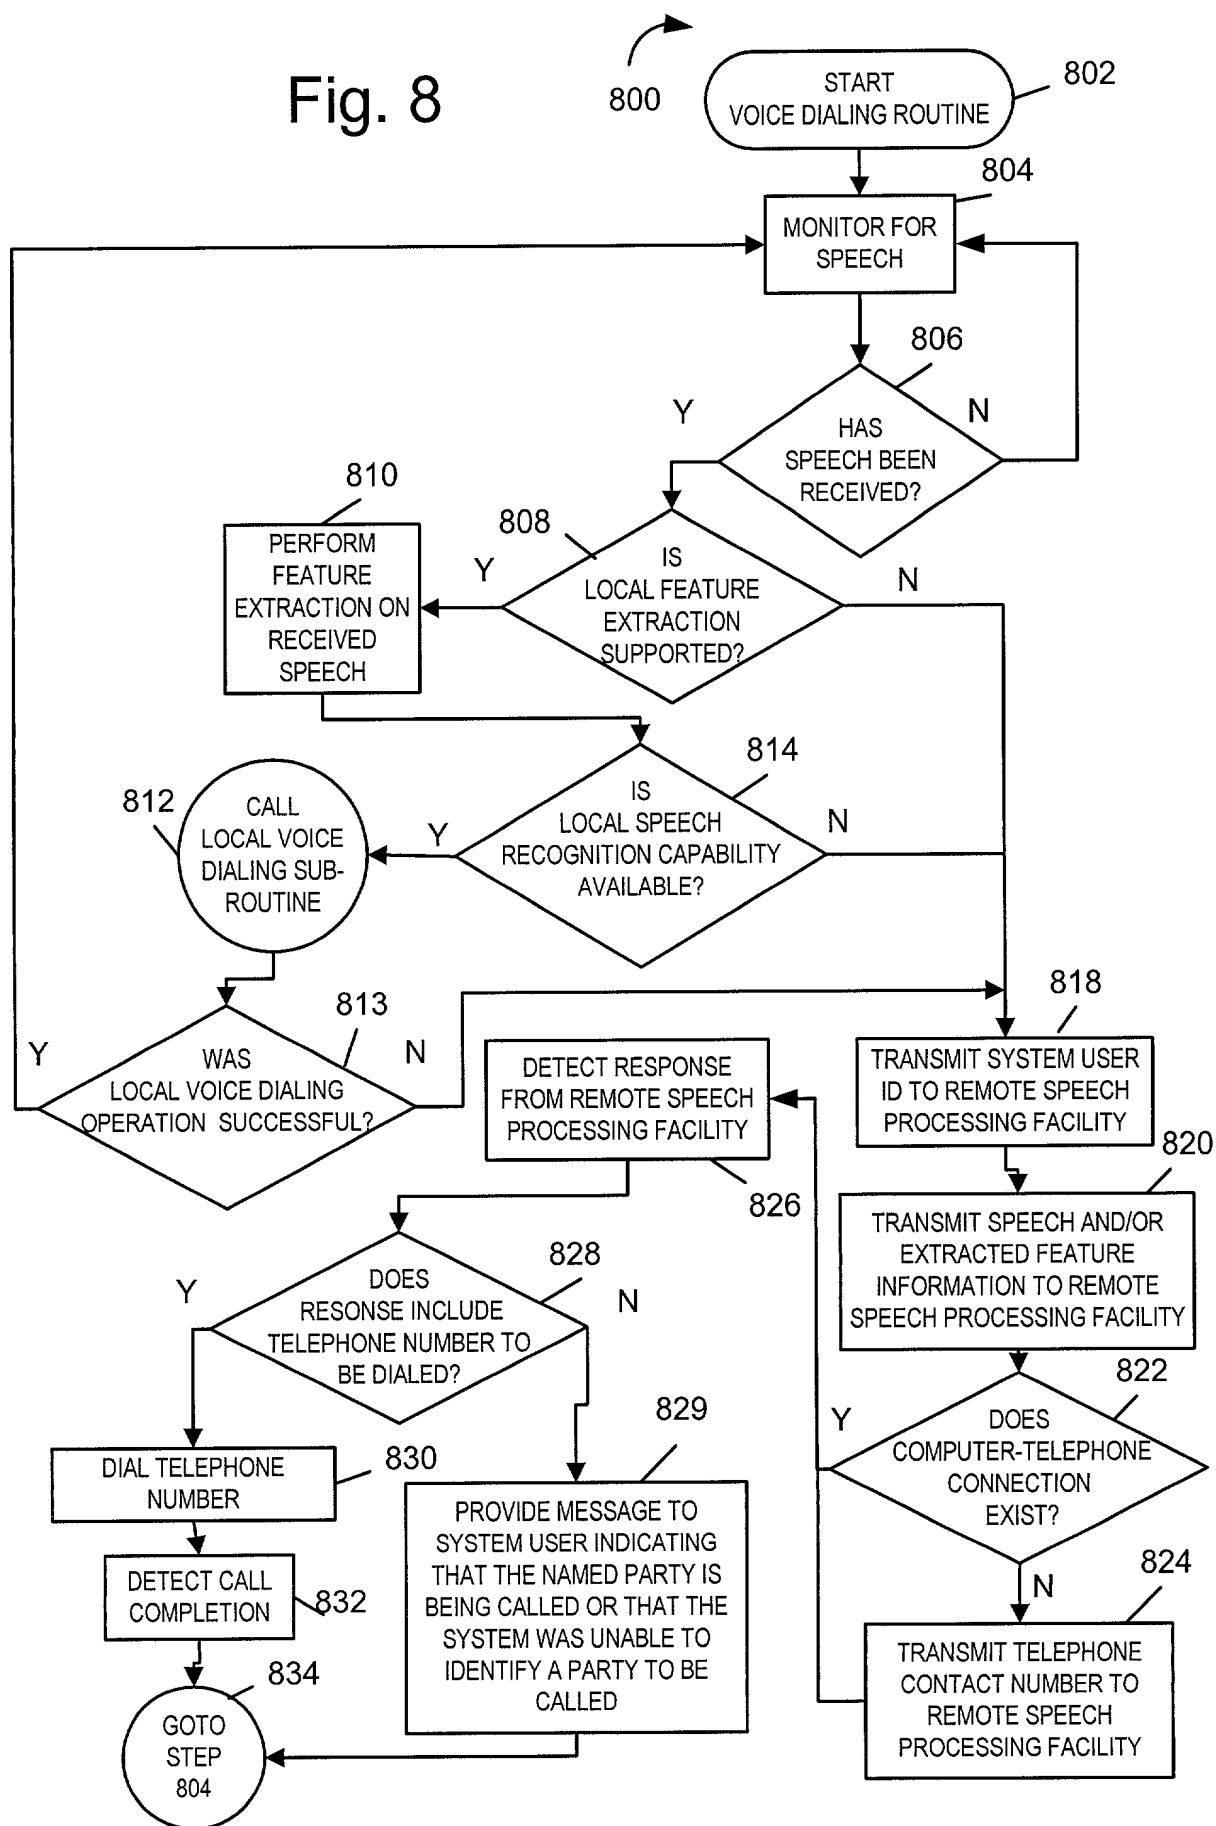 Fig. 8
800
START
VOICE DIALING ROUTINE
802
804
MONITOR FOR
SPEECH
806
Y
N
HAS
SPEECH BEEN
RECEIVED?
810
PERFORM
FEATURE
EXTRACTION ON
RECEIVED
SPEECH
808
Y
N
IS
LOCAL FEATURE
EXTRACTION
SUPPORTED?
814
812
CALL
LOCAL VOICE
DIALING SUB-
ROUTINE
Y
N
IS
LOCAL SPEECH
RECOGNITION CAPABILITY
AVAILABLE?
813
Y
N
WAS
LOCAL VOICE DIALING
OPERATION SUCCESSFUL?
818
TRANSMIT SYSTEM USER
ID TO REMOTE SPEECH
PROCESSING FACILITY
DETECT RESPONSE
FROM REMOTE SPEECH
PROCESSING FACILITY
826
820
TRANSMIT SPEECH AND/OR
EXTRACTED FEATURE
INFORMATION TO REMOTE
SPEECH PROCESSING FACILITY
828
Y
N
DOES
RESONSE INCLUDE
TELEPHONE NUMBER TO
BE DIALED?
822
Y
DOES
COMPUTER-TELEPHONE
CONNECTION
EXIST?
N
829
830
DIAL TELEPHONE
NUMBER
PROVIDE MESSAGE TO
SYSTEM USER INDICATING
THAT THE NAMED PARTY IS
BEING CALLED OR THAT THE
SYSTEM WAS UNABLE TO
IDENTIFY A PARTY TO BE
CALLED
DETECT CALL
COMPLETION
832
824
TRANSMIT TELEPHONE
CONTACT NUMBER TO
REMOTE SPEECH
PROCESSING FACILITY
834
GOTO
STEP
804